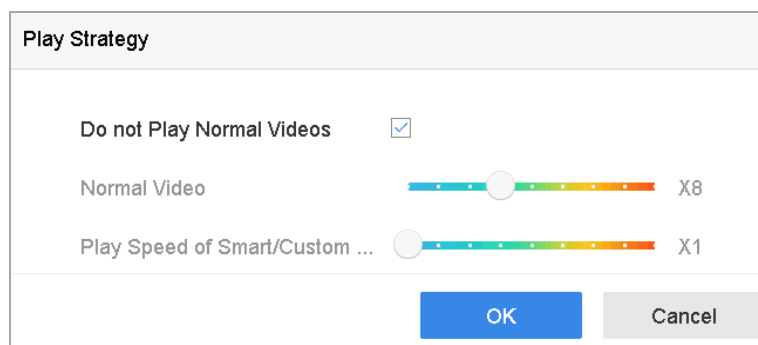 Play Strategy
Do not Play Normal Videos
Normal Video X8
Play Speed of Smart/Custom ... X1
OK Cancel